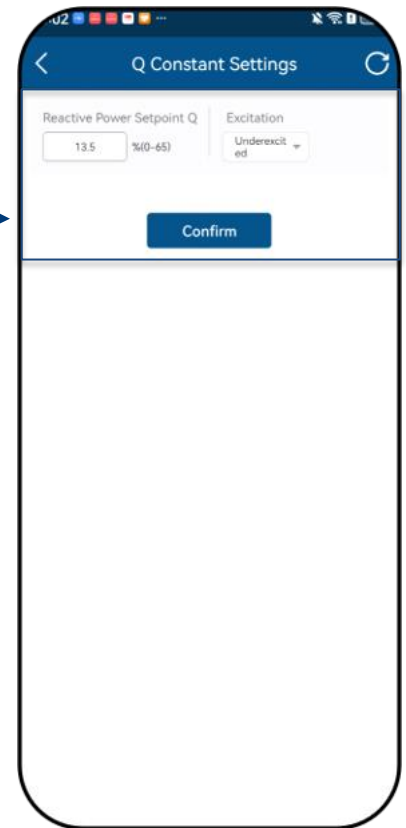 Q Constant Settings
Reactive Power Setpoint Q
Excitation
13.5
%(0-65)
Underexcit
ed
Confirm